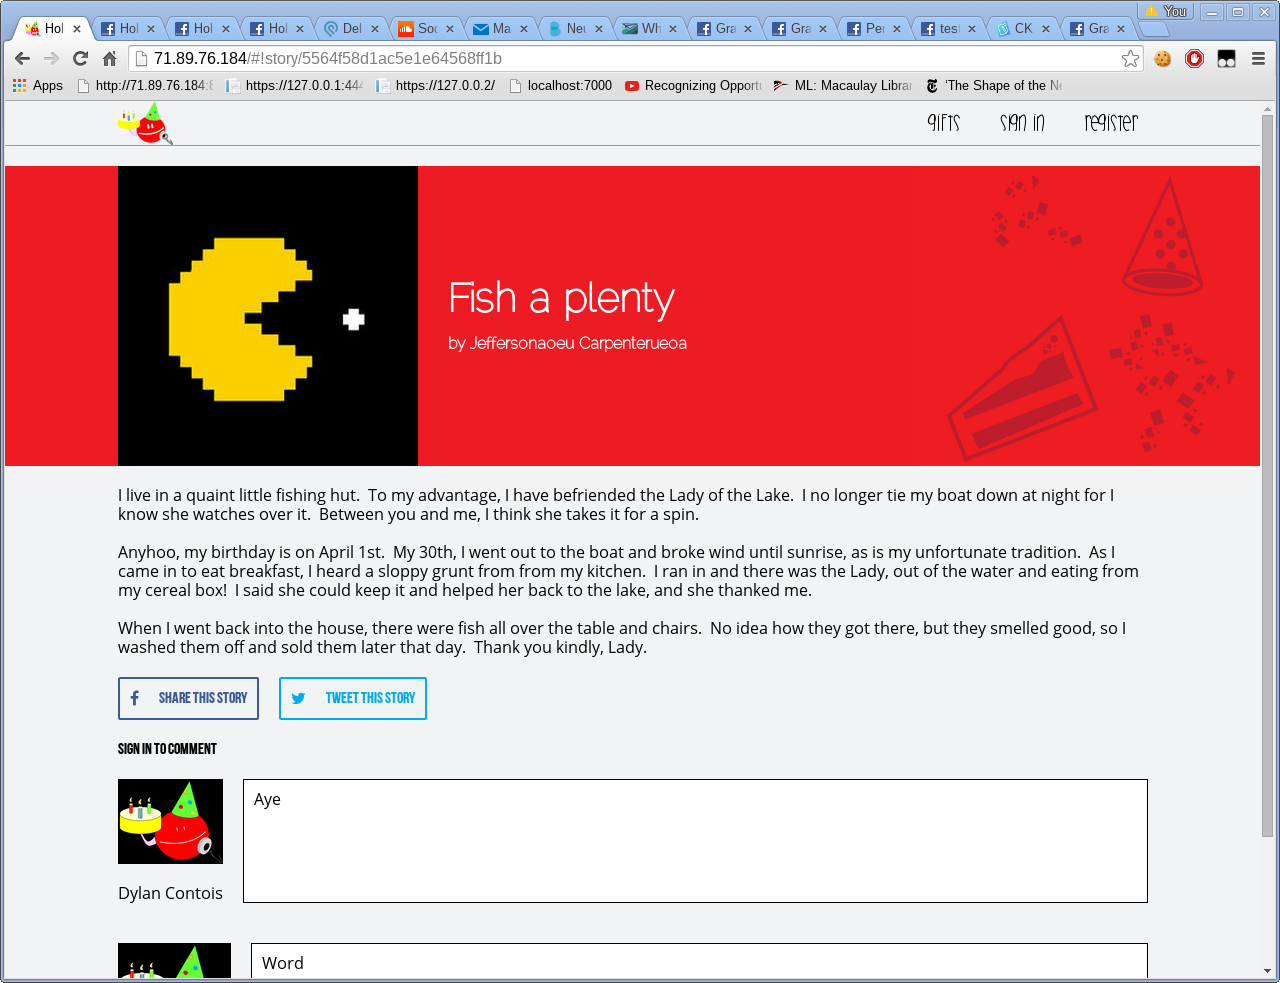 Hol
Hol
Hol
Hol
Del
Soc
Ma
Neu
Wh
Gra
Gra
Per
test
CK
Gra
You
71.89.76.184/#!story/5564f58d1ac5e1e64568ff1b
Apps
http://71.89.76.184:8
https://127.0.0.1:444
https://127.0.0.2/
localhost:7000
Recognizing Opportu
ML: Macaulay Librar
'The Shape of the Ne
gifts
sign in
register
Fish a plenty
by Jeffersonaoeu Carpenterueoa
I live in a quaint little fishing hut.  To my advantage, I have befriended the Lady of the Lake.  I no longer tie my boat down at night for I
know she watches over it.  Between you and me, I think she takes it for a spin.
Anyhoo, my birthday is on April 1st.  My 30th, I went out to the boat and broke wind until sunrise, as is my unfortunate tradition.  As I
came in to eat breakfast, I heard a sloppy grunt from from my kitchen.  I ran in and there was the Lady, out of the water and eating from
my cereal box!  I said she could keep it and helped her back to the lake, and she thanked me.
When I went back into the house, there were fish all over the table and chairs.  No idea how they got there, but they smelled good, so I
washed them off and sold them later that day.  Thank you kindly, Lady.
SHARE THIS STORY
TWEET THIS STORY
SIGN IN TO COMMENT
Aye
Dylan Contois
Word